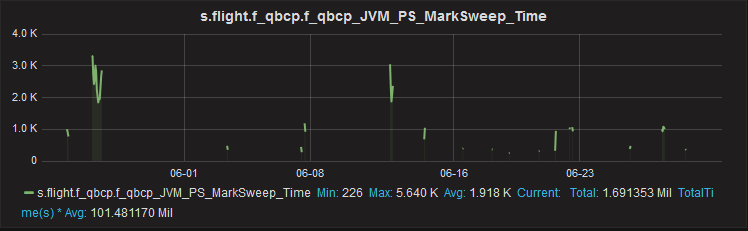 s.flight.f_qbcp.f_qbcp_JVM_PS_MarkSweep_Time
4.0 K
3.0 K
2.0 K
1.0 K
0
06-01 06-08 06-16 06-23
s.flight.f_qbcp.f_qbcp_JVM_PS_MarkSweep_Time Min: 226 Max: 5.640 K Avg: 1.918 K Current: Total: 1.691353 Mil TotalTi
me(s) * Avg: 101.481170 Mil